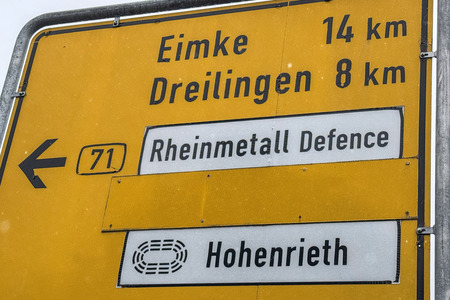 Eimke 14 km
Dreilingen 8 km
71 Rheinmetall Defence
Hohenrieth